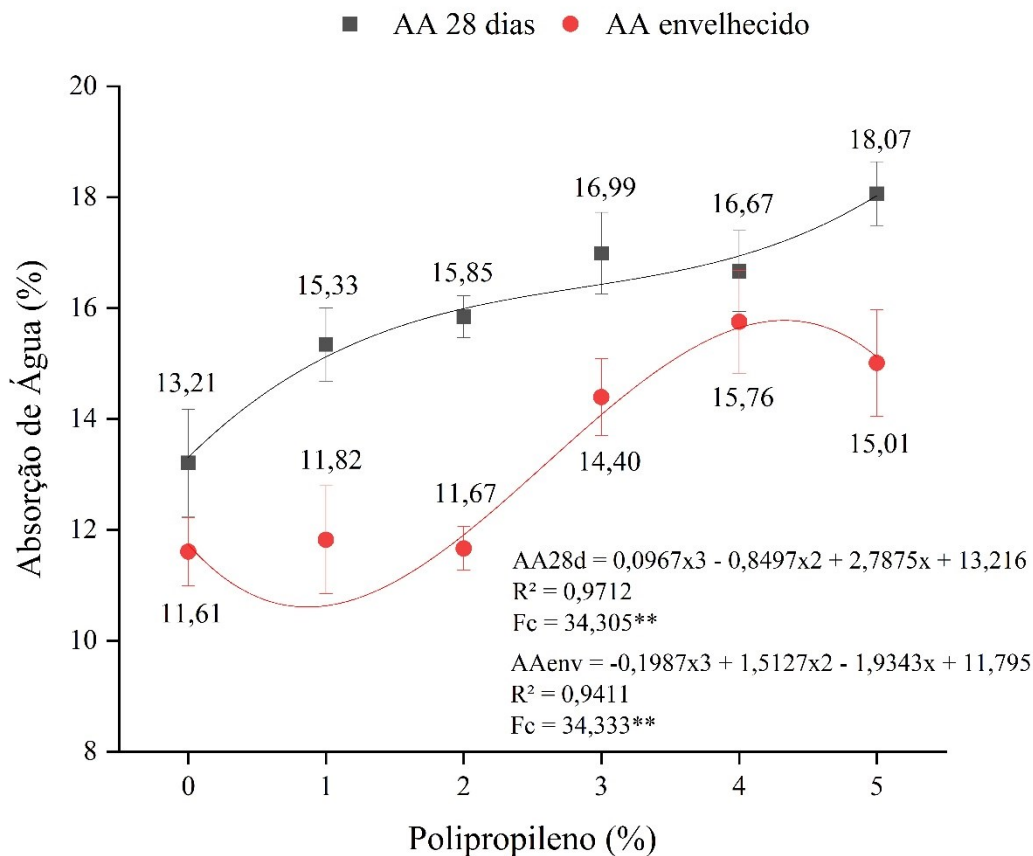 AA 28 dias AA envelhecido
20
18
16
14
12
10
8
Absorção de Água (%)
18,07
16,99
16,67
15,85
15,33
13,21
15,76
15,01
14,40
11,82
11,67
11,61
AA28d = 0,0967x3 - 0,8497x2 + 2,7875x + 13,216
R² = 0,9712
Fc = 34,305**
AAenv = -0,1987x3 + 1,5127x2 - 1,9343x + 11,795
R² = 0,9411
Fc = 34,333**
0 1 2 3 4 5
Polipropileno (%)